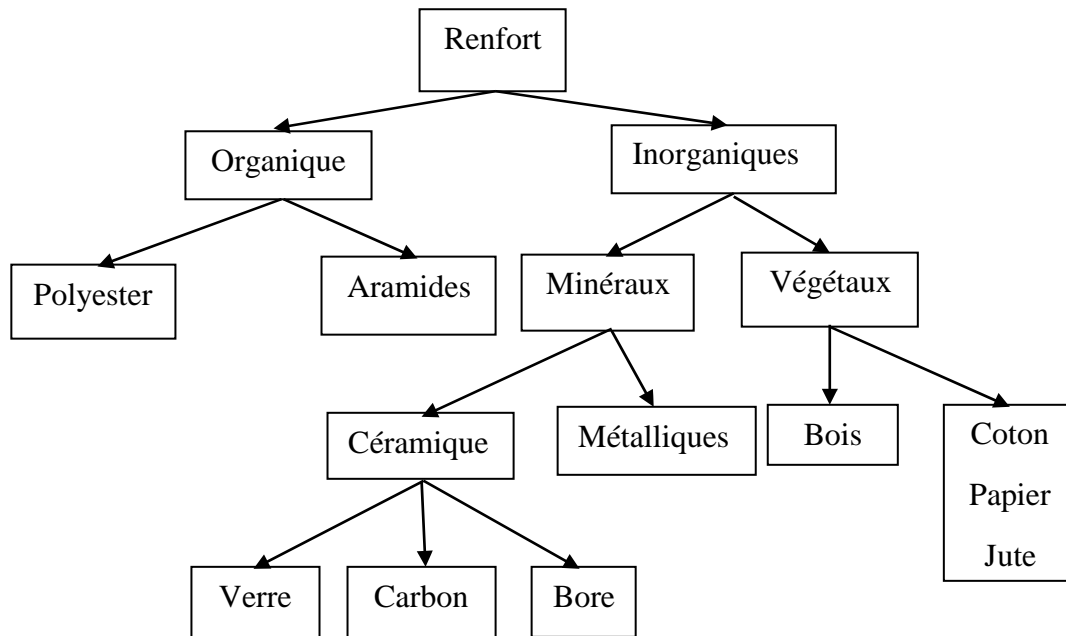 Renfort
Organique
Inorganiques
Polyester
Aramides
Minéraux
Végétaux
Céramique
Métalliques
Bois
Coton
Papier
Jute
Verre
Carbon
Bore